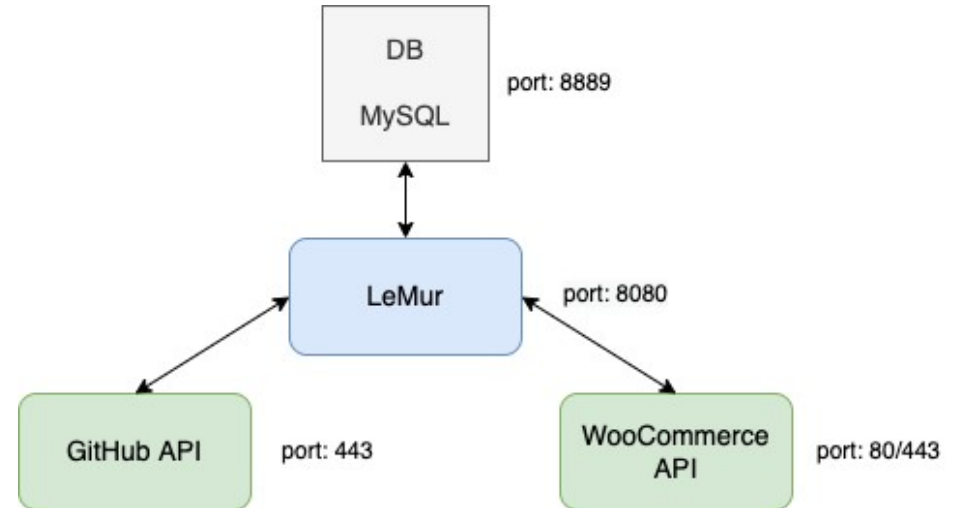 DB
MySQL
port: 8889
LeMur
port: 8080
GitHub API
port: 443
WooCommerce
API
port: 80/443